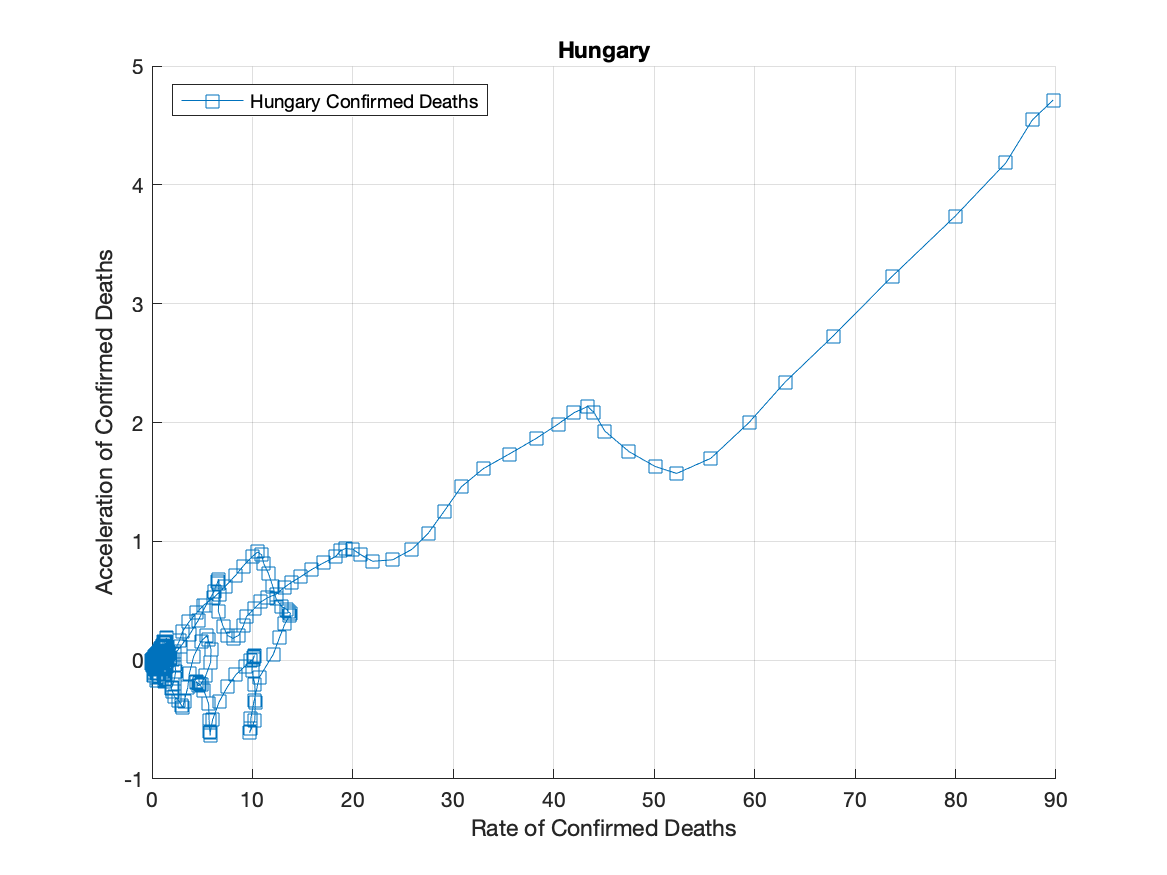 Hungary
Hungary Confirmed Deaths
5
4
3
2
1
0
-1
Acceleration of Confirmed Deaths
0 10 20 30 40 50 60 70 80 90
Rate of Confirmed Deaths